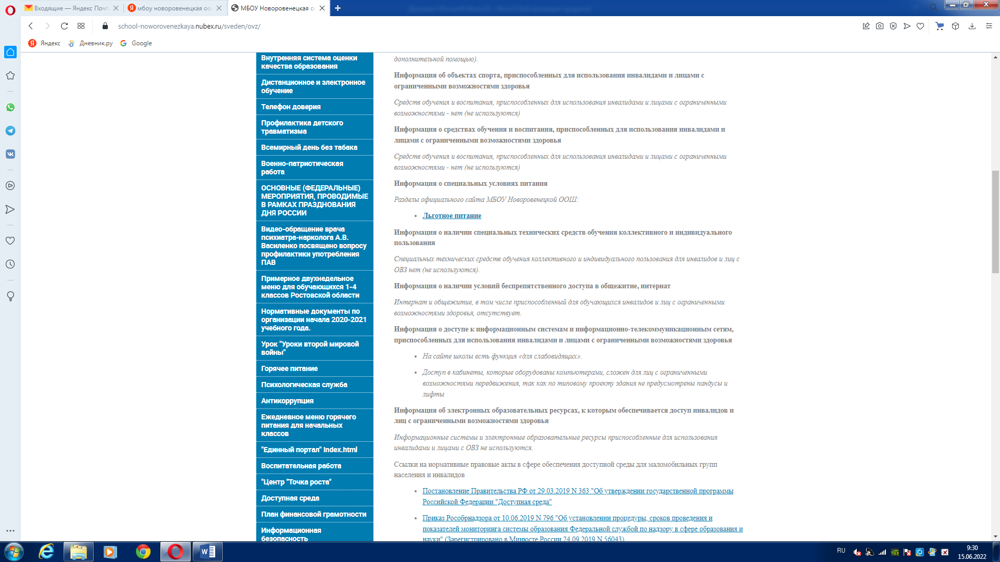 Входящие — Яндекс Почт
мбоу новоровенецкая оо
МБОУ Новоровенецкая о
school-noworovenezkaya.nubex.ru/sveden/ovz/
Яндекс
Дневник.ру
Google
Внутренняя система оценки
качества образования
Дистанционное и электронное
обучение
Телефон доверия
Профилактика детского
травматизма
Всемирный день без табака
Военно-патриотическая
работа
ОСНОВНЫЕ (ФЕДЕРАЛЬНЫЕ)
МЕРОПРИЯТИЯ, ПРОВОДИМЫЕ
В РАМКАХ ПРАЗДНОВАНИЯ
ДНЯ РОССИИ
Видео-обращение врача
психиатра-нарколога А.В.
Василенко посвящено вопросу
профилактики употребления
ПАВ
Примерное двухнедельное
меню для обучающихся 1-4
классов Ростовской области
Нормативные документы по
организации начала 2020-2021
учебного года.
Урок "Уроки второй мировой
войны"
Горячее питание
Психологическая служба
Антикоррупция
Ежедневное меню горячего
питания для начальных
классов
"Единный портал" Index.html
Воспитательная работа
"Центр "Точка роста"
Доступная среда
План финансовой грамотности
Информационная
безопасность
дополнительной помощью).
Информация об объектах спорта, приспособленных для использования инвалидами и лицами с
ограниченными возможностями здоровья
Средств обучения и воспитания, приспособленных для использования инвалидами и лицами с ограниченными
возможностями - нет (не используются)
Информация о средствах обучения и воспитания, приспособленных для использования инвалидами и
лицами с ограниченными возможностями здоровья
Средств обучения и воспитания, приспособленных для использования инвалидами и лицами с ограниченными
возможностями - нет (не используются)
Информация о специальных условиях питания
Разделы официального сайта МБОУ Новоровенецкой ООШ:
• Льготное питание
Информация о наличии специальных технических средств обучения коллективного и индивидуального
пользования
Специальных технических средств обучения коллективного и индивидуального пользования для инвалидов и лиц с
ОВЗ нет (не используются).
Информация о наличии условий беспрепятственного доступа в общежитие, интернат
Интернат и общежитие, в том числе приспособленный для обучающихся инвалидов и лиц с ограниченными
возможностями здоровья, отсутствует.
Информация о доступе к информационным системам и информационно-телекоммуникационным сетям,
приспособленных для использования инвалидами и лицами с ограниченными возможностями здоровья
• На сайте школы есть функция «для слабовидящих».
• Доступ в кабинеты, которые оборудованы компьютерами, сложен для лиц с ограниченными
возможностями передвижения, так как по типовому проекту здания не предусмотрены пандусы и
лифты
Информация об электронных образовательных ресурсах, к которым обеспечивается доступ инвалидов и
лиц с ограниченными возможностями здоровья
Информационные системы и электронные образовательные ресурсы приспособленные для использования
инвалидами и лицами с ОВЗ не используются.
Ссылки на нормативные правовые акты в сфере обеспечения доступной среды для маломобильных групп
населения и инвалидов
• Постановление Правительства РФ от 29.03.2019 N 363 "Об утверждении государственной программы
Российской Федерации "Доступная среда"
• Приказ Рособрнадзора от 10.06.2019 N 796 "Об установлении процедуры, сроков проведения и
показателей мониторинга системы образования Федеральной службой по надзору в сфере образования и
науки" (Зарегистрировано в Минюсте России 24.09.2019 N 56043)
RU
9:30
15.06.2022